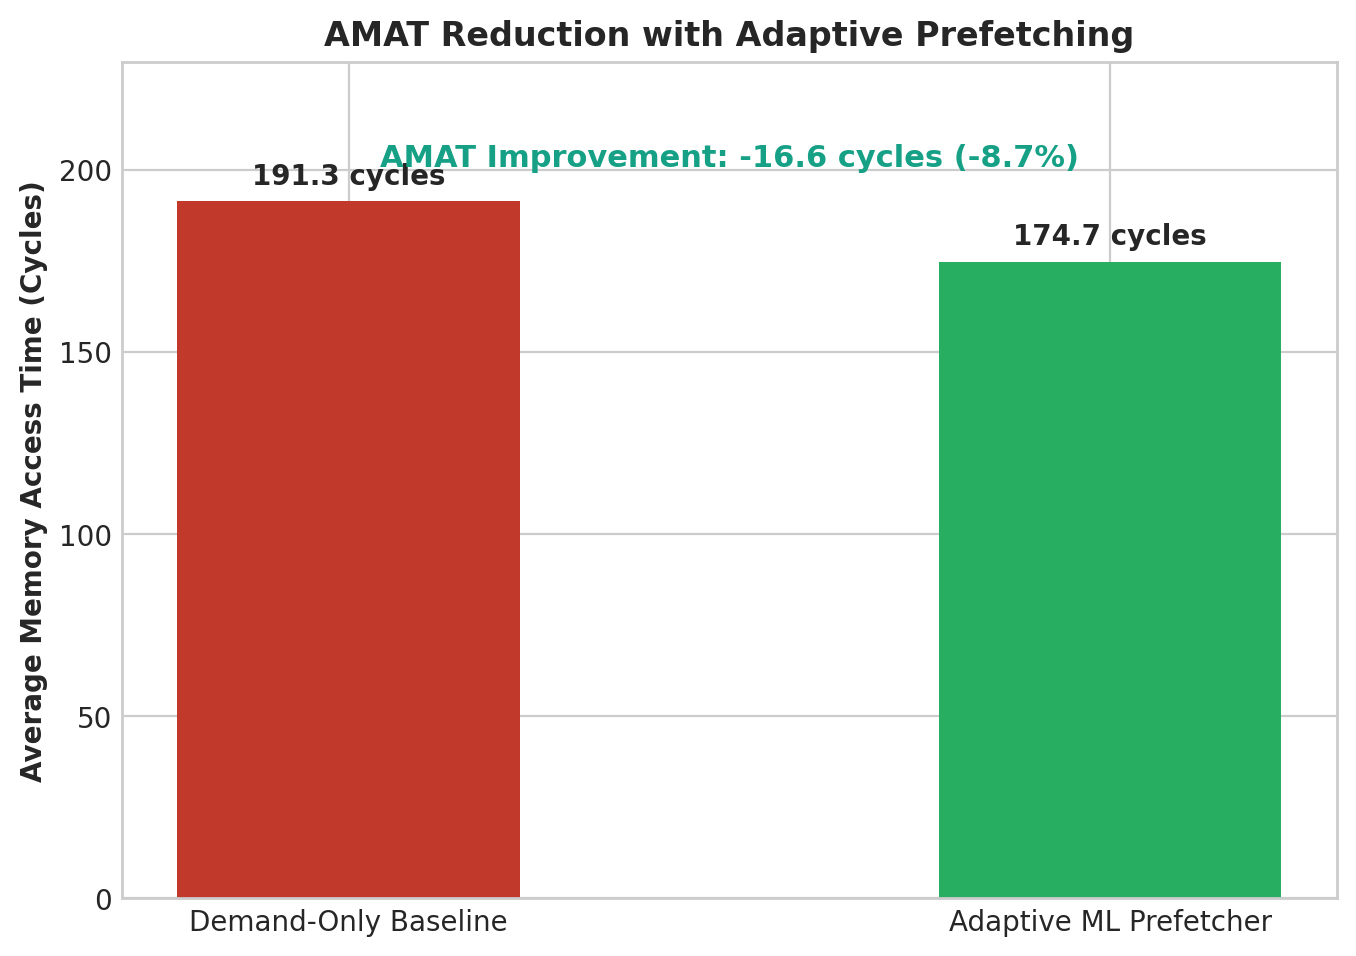 AMAT Reduction with Adaptive Prefetching
AMAT Improvement: -16.6 cycles (-8.7%)
191.3 cycles
174.7 cycles
Average Memory Access Time (Cycles)
200
150
100
50
0
Demand-Only Baseline
Adaptive ML Prefetcher